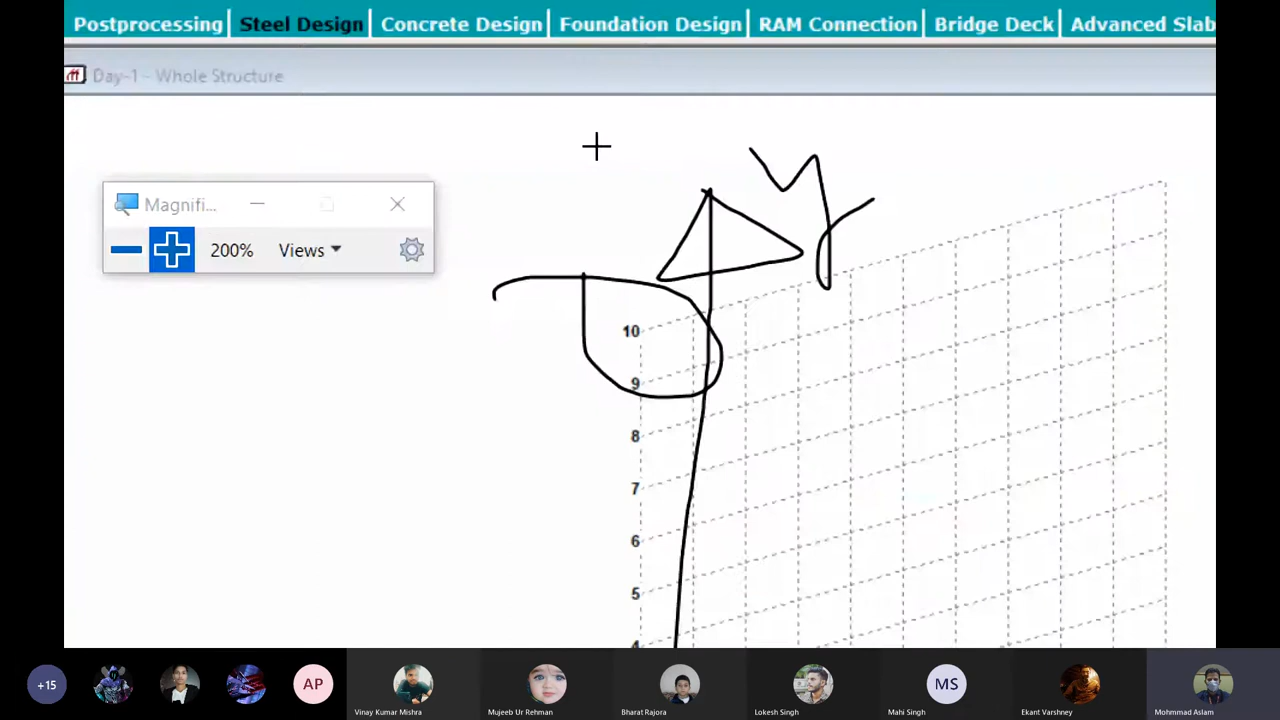 Postprocessing Steel Design Concrete Design Foundation Design RAM Connection Bridge Deck Advanced Slab
Day-1 - Whole Structure
Magnifi...
200% Views
y
10
9
8
7
6
5
4
+15 AP MS
Vinay Kumar Mishra Mujeeb Ur Rehman Bharat Rajora Lokesh Singh Mahi Singh Ekant Varshney Mohmmad Aslam